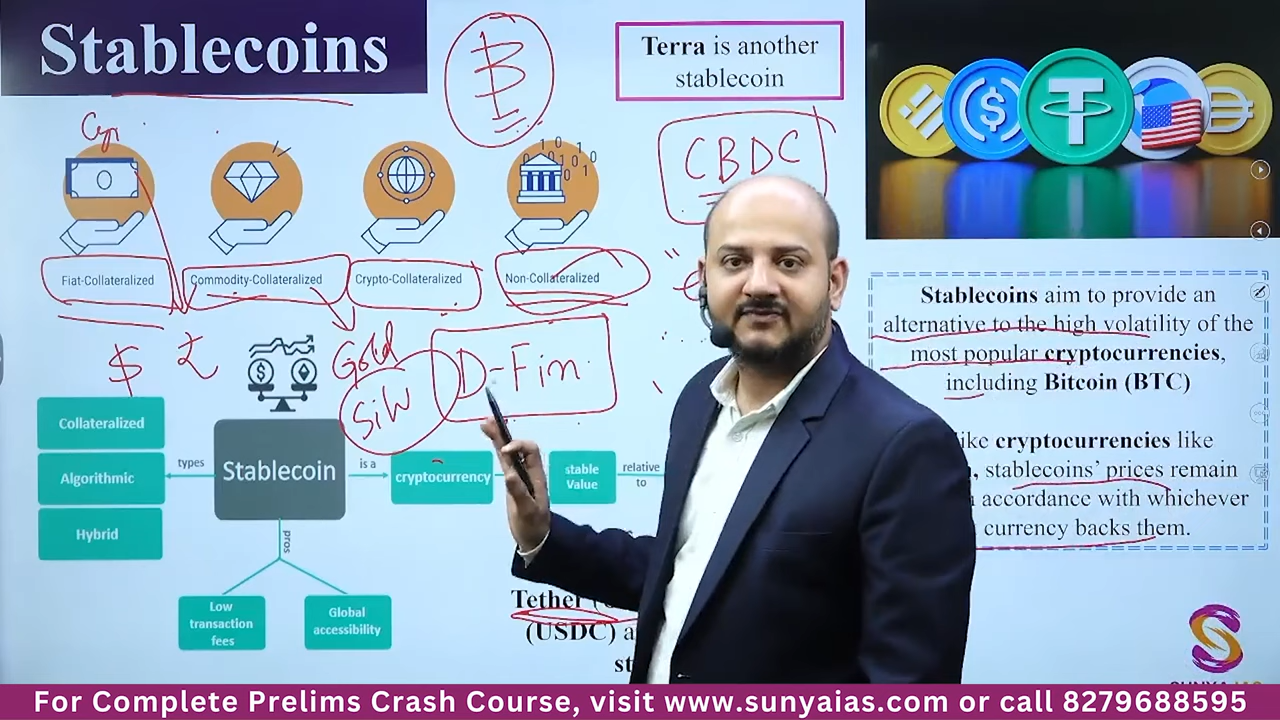 Stablecoins
Terra is another
stablecoin
CBDC
Fiat-Collateralized
Commodity-Collateralized
Crypto-Collateralized
Non-Collateralized
$ ₹
Gold
D-Fin
Collateralized
Algorithmic
Hybrid
types
Stablecoin
is a
cryptocurrency
stable
Value
relative
to
pros
Low
transaction
fees
Global
accessibility
Stablecoins aim to provide an
alternative to the high volatility of the
most popular cryptocurrencies,
including Bitcoin (BTC)
like cryptocurrencies like
, stablecoins' prices remain
accordance with whichever
currency backs them.
Tether
(USDC) a
st
For Complete Prelims Crash Course, visit www.sunyaias.com or call 8279688595